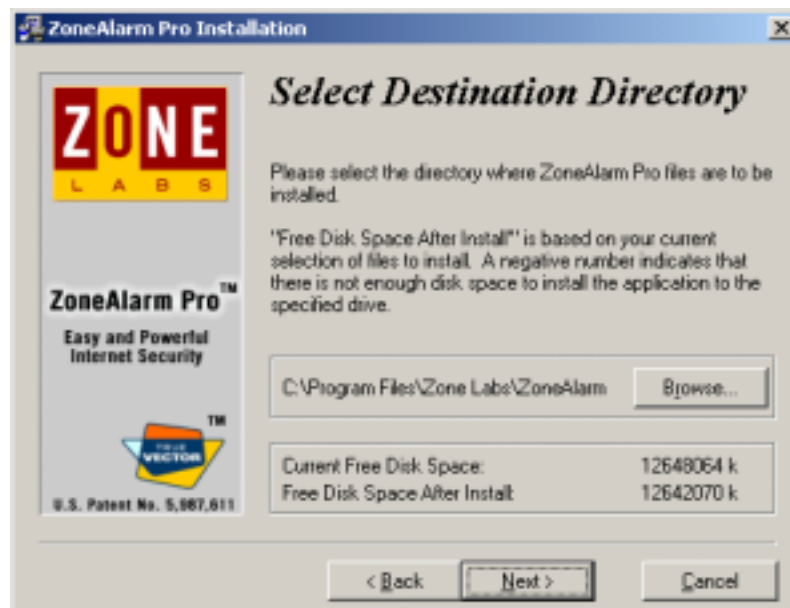 ZoneAlarm Pro Installation
ZONE
LABS
ZoneAlarm Pro™
Easy and Powerful
Internet Security
TM
TRUE
VECTOR
U.S. Patent No. 5,987,611
Select Destination Directory
Please select the directory where ZoneAlarm Pro files are to be
installed.
"Free Disk Space After Install" is based on your current
selection of files to install. A negative number indicates that
there is not enough disk space to install the application to the
specified drive.
C:\Program Files\Zone Labs\ZoneAlarm
Browse...
Current Free Disk Space: 12648064 k
Free Disk Space After Install: 12642070 k
< Back
Next >
Cancel